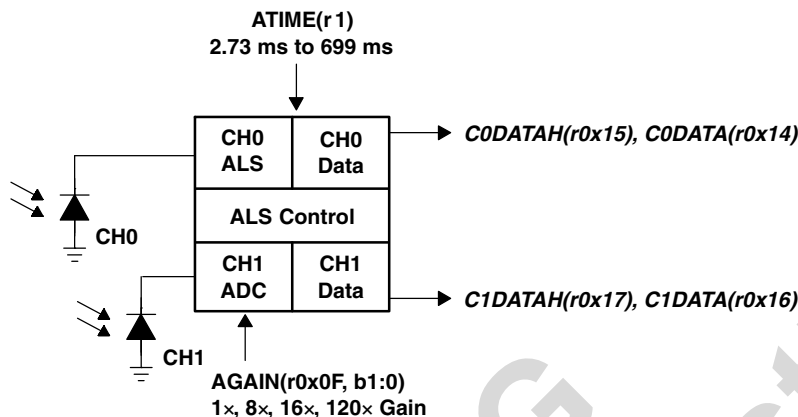 ATIME(r 1)
2.73 ms to 699 ms
CH0
ALS
CH0
Data
C0DATAH(r0x15), C0DATA(r0x14)
ALS Control
CH0
CH1
ADC
CH1
Data
C1DATAH(r0x17), C1DATA(r0x16)
CH1
AGAIN(r0x0F, b1:0)
1×, 8×, 16×, 120× Gain